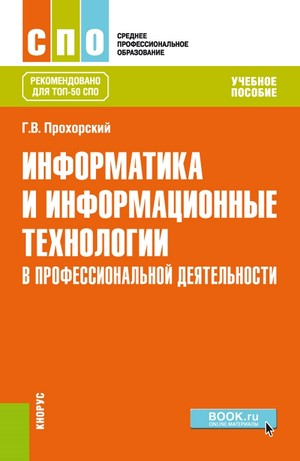 СПО
СРЕДНЕЕ
ПРОФЕССИОНАЛЬНОЕ
ОБРАЗОВАНИЕ
РЕКОМЕНДОВАНО
ДЛЯ ТОП-50 СПО
УЧЕБНОЕ
ПОСОБИЕ
Г.В. Прохорский
ИНФОРМАТИКА
И ИНФОРМАЦИОННЫЕ
ТЕХНОЛОГИИ
В ПРОФЕССИОНАЛЬНОЙ ДЕЯТЕЛЬНОСТИ
КНОРУС
BOOK.ru
ONLINE МАТЕРИАЛЫ